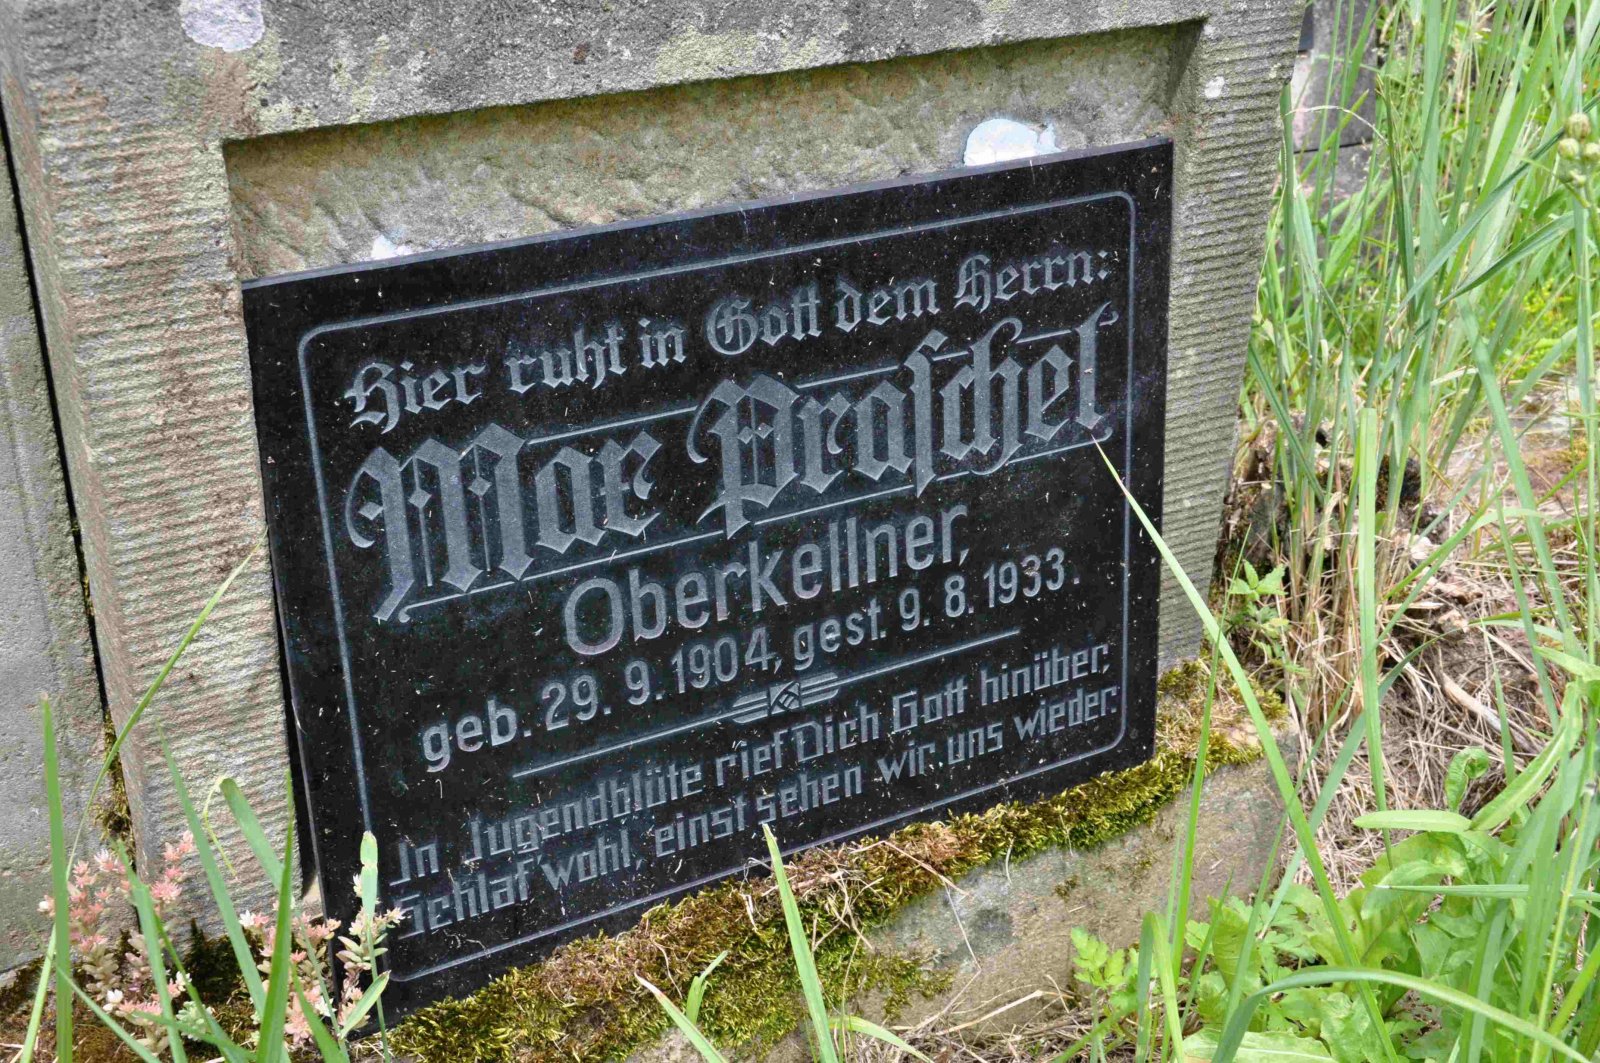 Hier ruht in Gott dem Herrn:
Max Praschel
Oberkellner,
geb. 29. 9. 1904, gest. 9. 8. 1933.
In Jugendblüte rief Dich Gott hinüber;
Schlaf' wohl, einst sehen wir uns wieder.